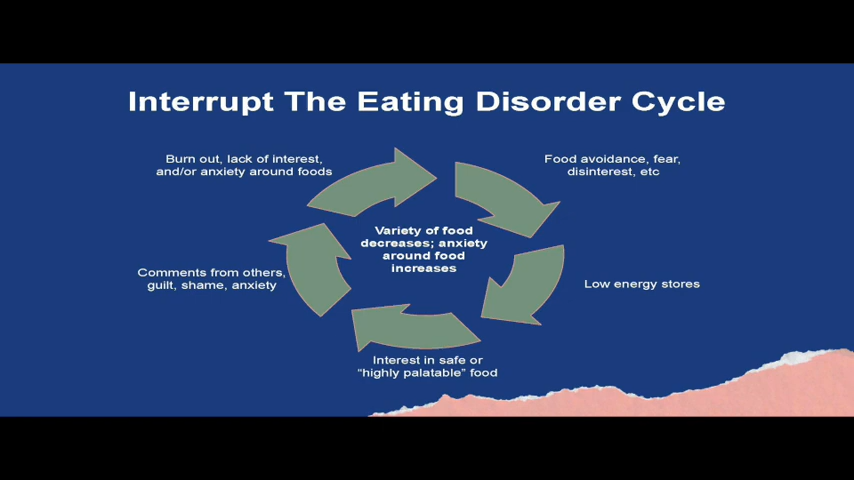 Interrupt The Eating Disorder Cycle
Burn out, lack of interest,
and/or anxiety around foods
Food avoidance, fear,
disinterest, etc
Variety of food
decreases; anxiety
around food
increases
Comments from others,
guilt, shame, anxiety
Low energy stores
Interest in safe or
“highly palatable” food